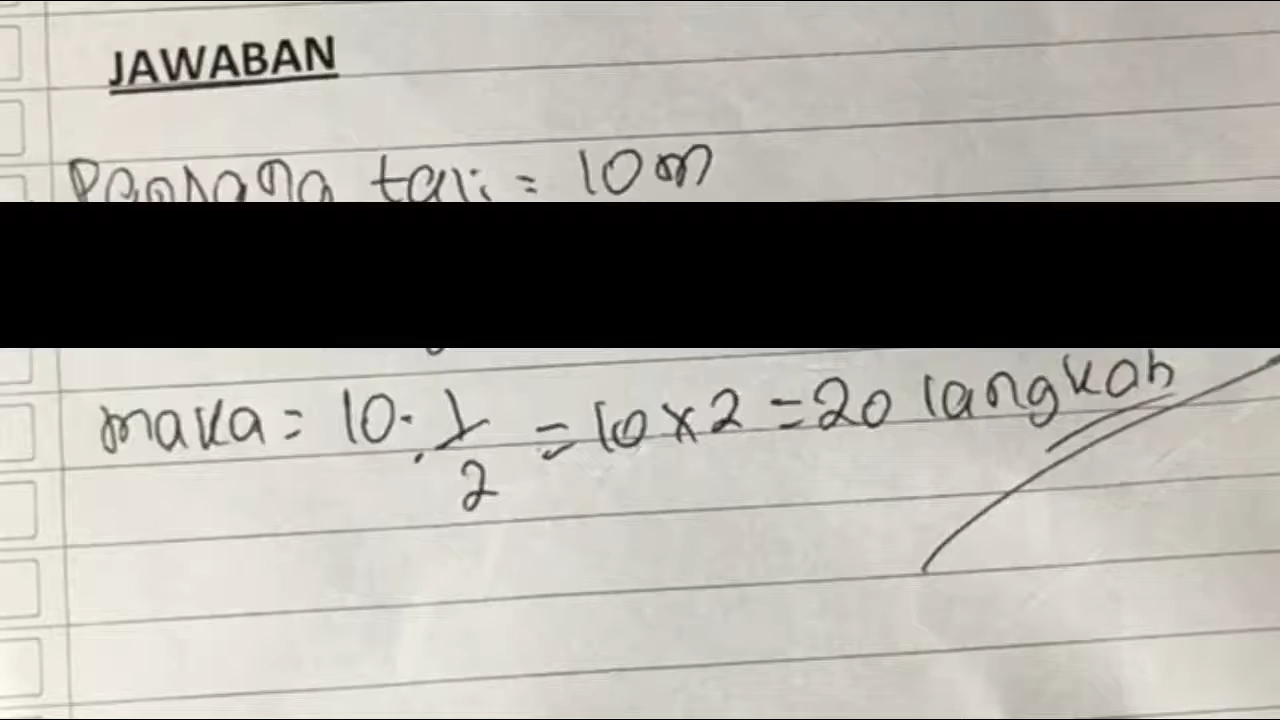 JAWABAN
Panjang tali = 10 m
maka = 10 : 1/2 = 10 x 2 = 20 langkah